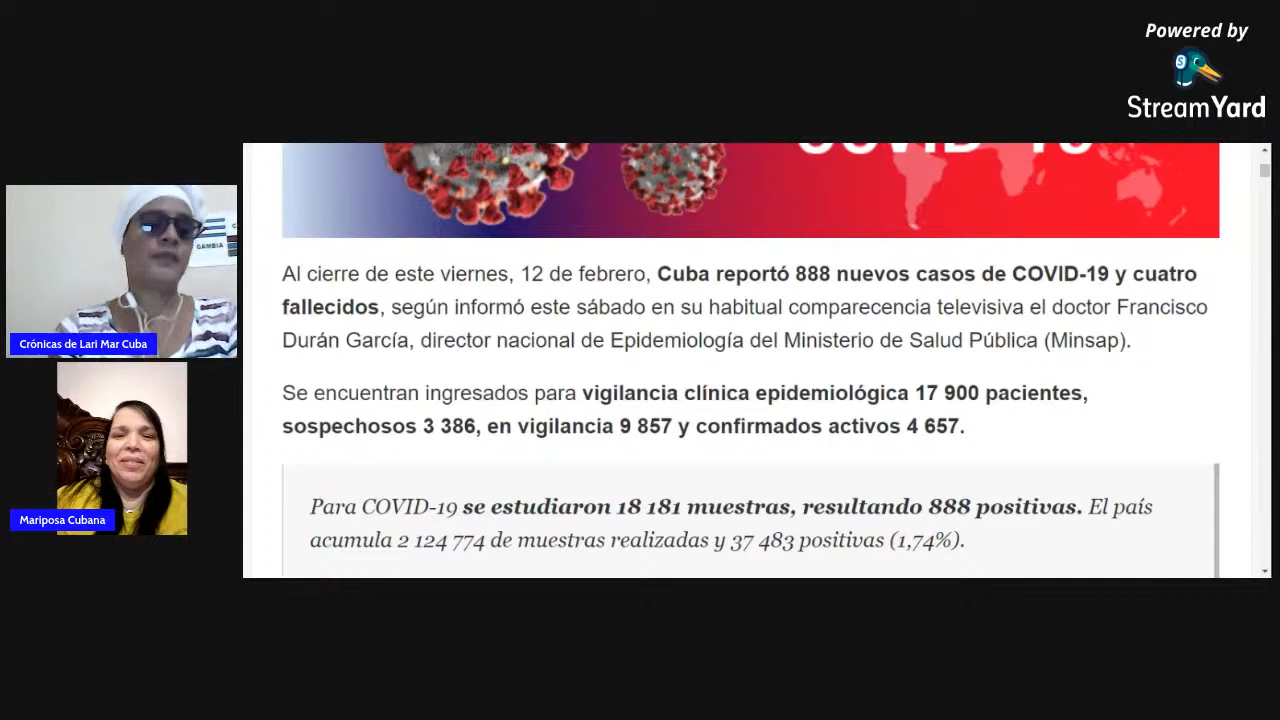 Powered by
StreamYard
COVID-19
GAMBIA
Crónicas de Lari Mar Cuba
Mariposa Cubana
Al cierre de este viernes, 12 de febrero, Cuba reportó 888 nuevos casos de COVID-19 y cuatro
fallecidos, según informó este sábado en su habitual comparecencia televisiva el doctor Francisco
Durán García, director nacional de Epidemiología del Ministerio de Salud Pública (Minsap).
Se encuentran ingresados para vigilancia clínica epidemiológica 17 900 pacientes,
sospechosos 3 386, en vigilancia 9 857 y confirmados activos 4 657.
Para COVID-19 se estudiaron 18 181 muestras, resultando 888 positivas. El país
acumula 2 124 774 de muestras realizadas y 37 483 positivas (1,74%).